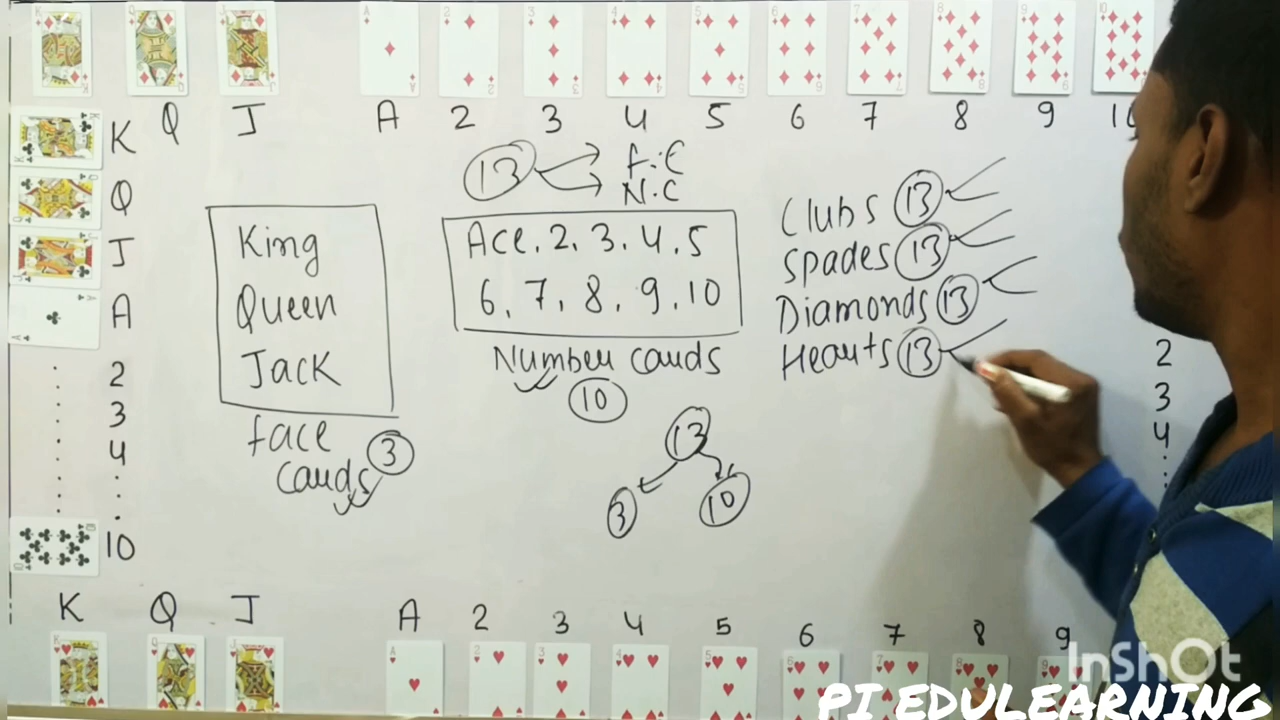 K Q J A 2 3 4 5 6 7 8 9 10
K
Q
J
A
2
3
4
10
13 F.C
N.C
King
Queen
Jack
face
cards 3
Ace, 2, 3, 4, 5
6, 7, 8, 9, 10
Number cards
10
13
3 10
Clubs 13
Spades 13
Diamonds 13
Hearts 13
2
3
4
K Q J A 2 3 4 5 6 7 8 9
InShOt
PI EDULEARNING